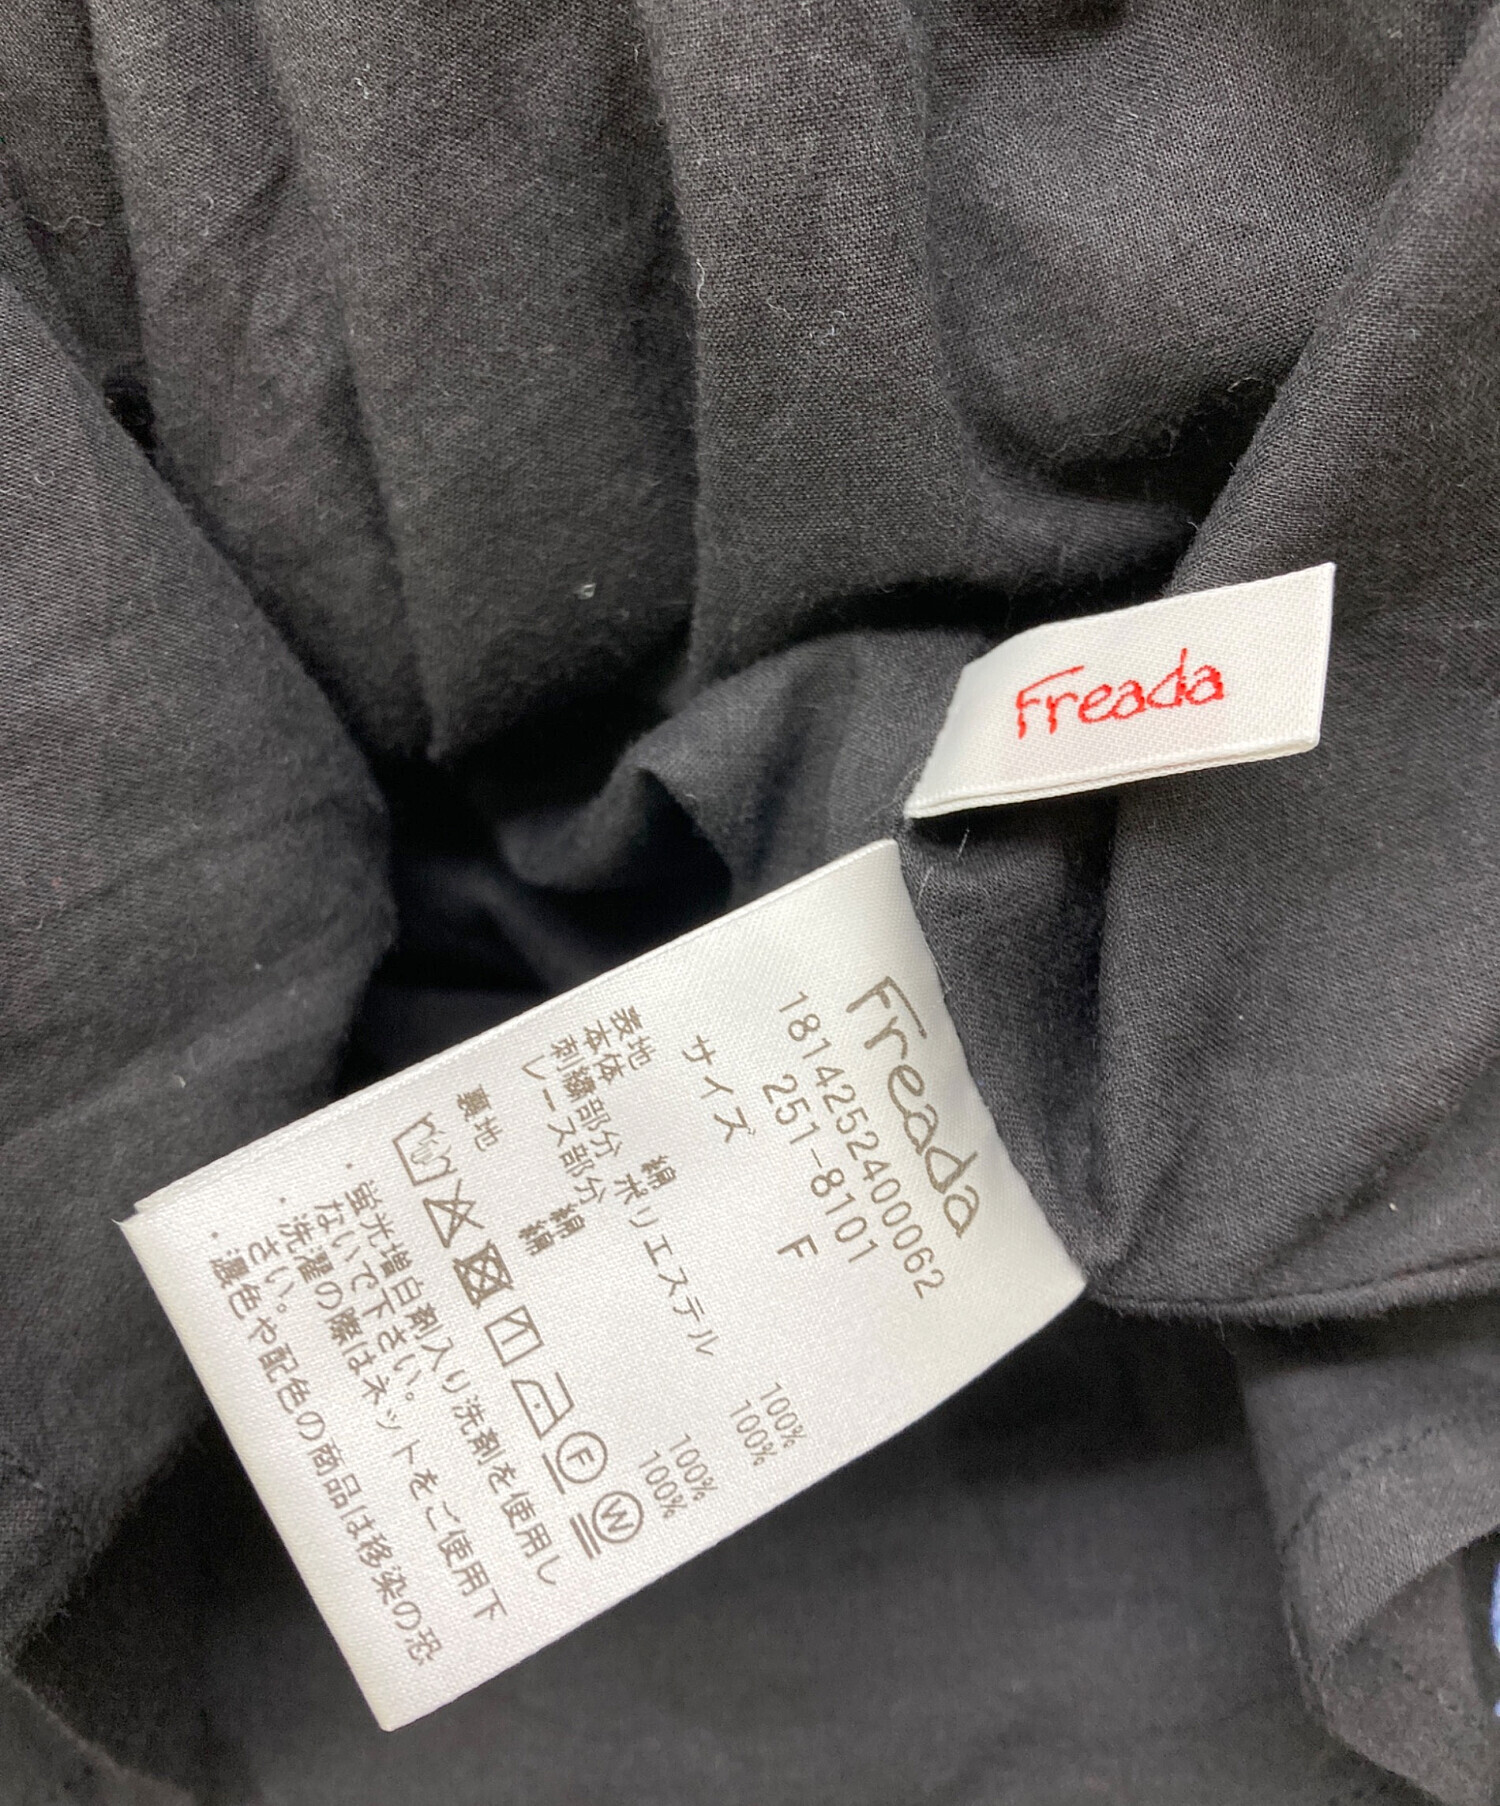 Freada
Freada
181425240​0062
251-8101
サイズ F
表地
本体 綿 100%
刺繍部分 ポリエステル 100%
レース部分 綿 100%
裏地 綿 100%
F
W
・蛍光増白剤入り洗剤を使用し
ないで下さい。
・洗濯の際はネットをご使用下
さい。
・濃色や配色の商品は移染の恐